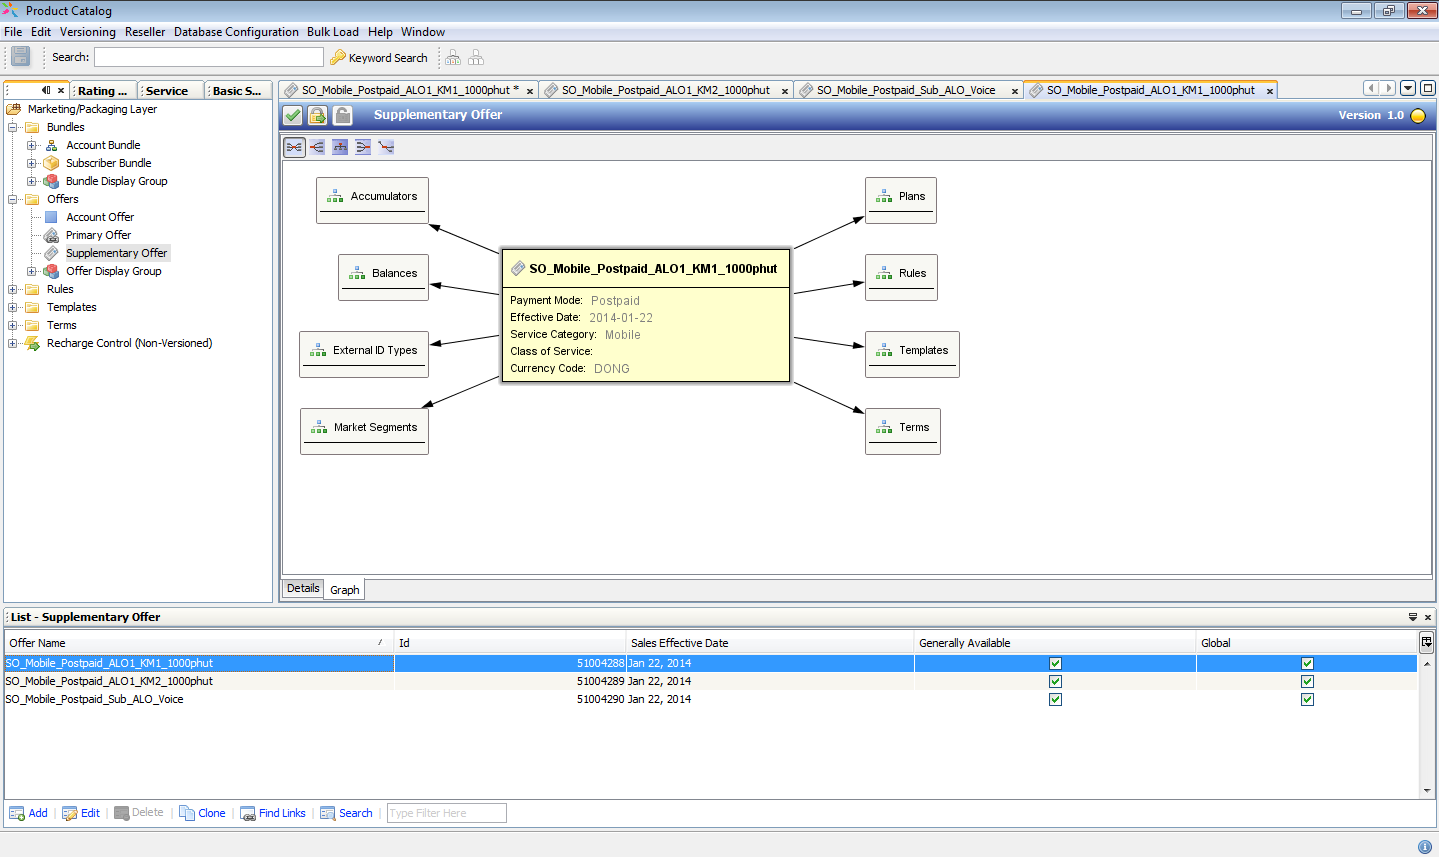 Product Catalog
File Edit Versioning Reseller Database Configuration Bulk Load Help Window
Search: Keyword Search
Rating ... Service Basic S...
Marketing/Packaging Layer
Bundles
Account Bundle
Subscriber Bundle
Bundle Display Group
Offers
Account Offer
Primary Offer
Supplementary Offer
Offer Display Group
Rules
Templates
Terms
Recharge Control (Non-Versioned)
SO_Mobile_Postpaid_ALO1_KM1_1000phut * SO_Mobile_Postpaid_ALO1_KM2_1000phut SO_Mobile_Postpaid_Sub_ALO_Voice SO_Mobile_Postpaid_ALO1_KM1_1000phut
Supplementary Offer Version 1.0
Accumulators
Balances
External ID Types
Market Segments
SO_Mobile_Postpaid_ALO1_KM1_1000phut
Payment Mode: Postpaid
Effective Date: 2014-01-22
Service Category: Mobile
Class of Service:
Currency Code: DONG
Plans
Rules
Templates
Terms
Details Graph
List - Supplementary Offer
Offer Name / Id Sales Effective Date Generally Available Global
SO_Mobile_Postpaid_ALO1_KM1_1000phut 51004288 Jan 22, 2014
SO_Mobile_Postpaid_ALO1_KM2_1000phut 51004289 Jan 22, 2014
SO_Mobile_Postpaid_Sub_ALO_Voice 51004290 Jan 22, 2014
Add Edit Delete Clone Find Links Search Type Filter Here